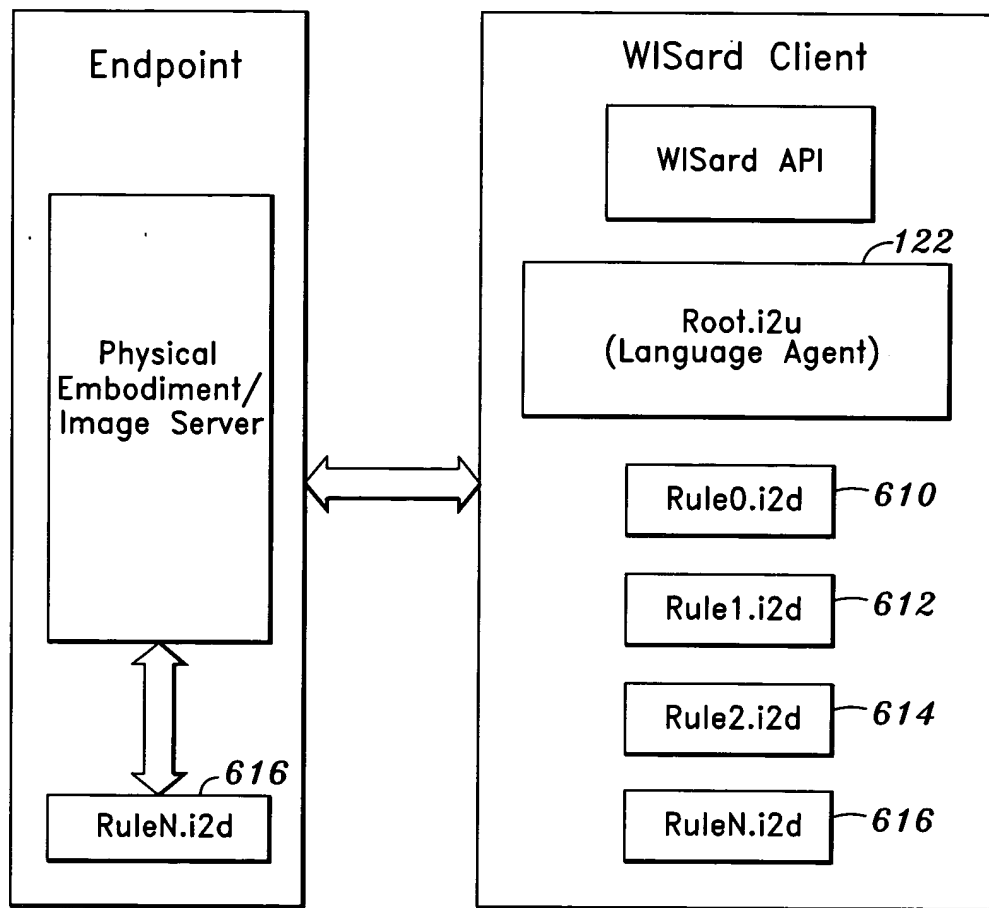 Endpoint
Physical
Embodiment/
Image Server
616
RuleN.i2d
WISard Client
WISard API
122
Root.i2u
(Language Agent)
Rule0.i2d
610
Rule1.i2d
612
Rule2.i2d
614
RuleN.i2d
616